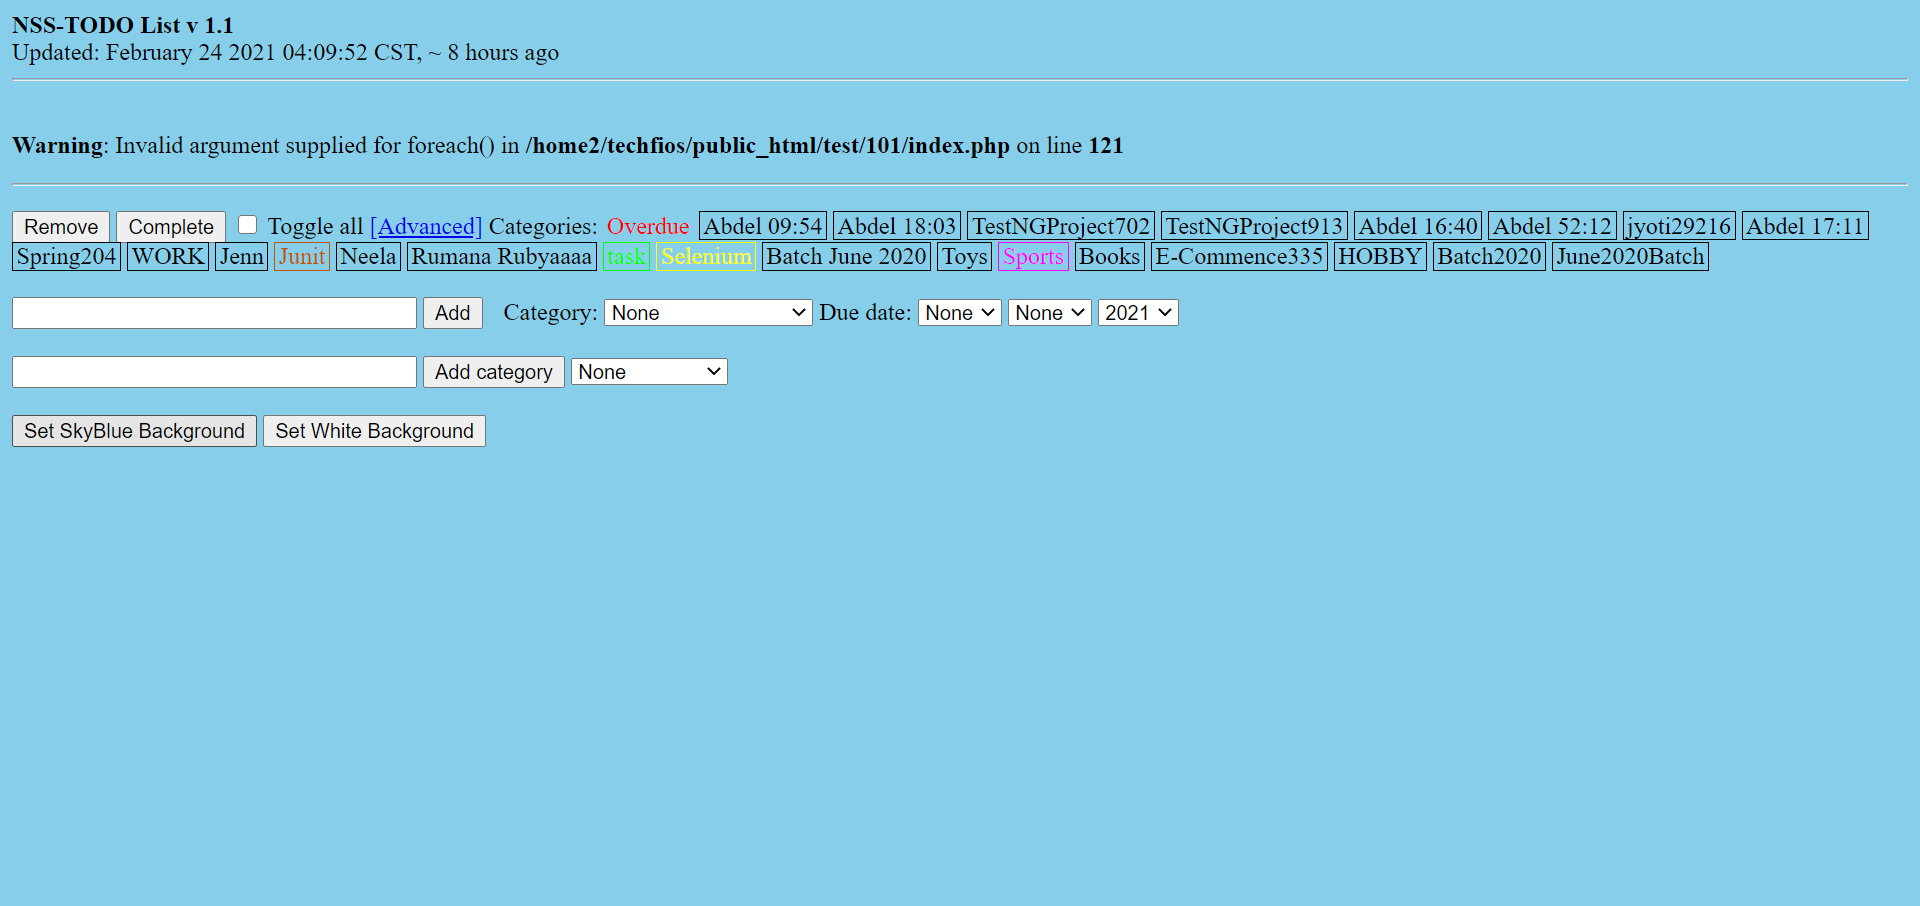 NSS-TODO List v 1.1
Updated: February 24 2021 04:09:52 CST, ~ 8 hours ago
Warning: Invalid argument supplied for foreach() in /home2/techfios/public_html/test/101/index.php on line 121
Remove Complete Toggle all [Advanced] Categories: Overdue Abdel 09:54 Abdel 18:03 TestNGProject702 TestNGProject913 Abdel 16:40 Abdel 52:12 jyoti29216 Abdel 17:11
Spring204 WORK Jenn Junit Neela Rumana Rubyaaaa task Selenium Batch June 2020 Toys Sports Books E-Commence335 HOBBY Batch2020 June2020Batch
Add Category: None Due date: None None 2021
Add category None
Set SkyBlue Background Set White Background